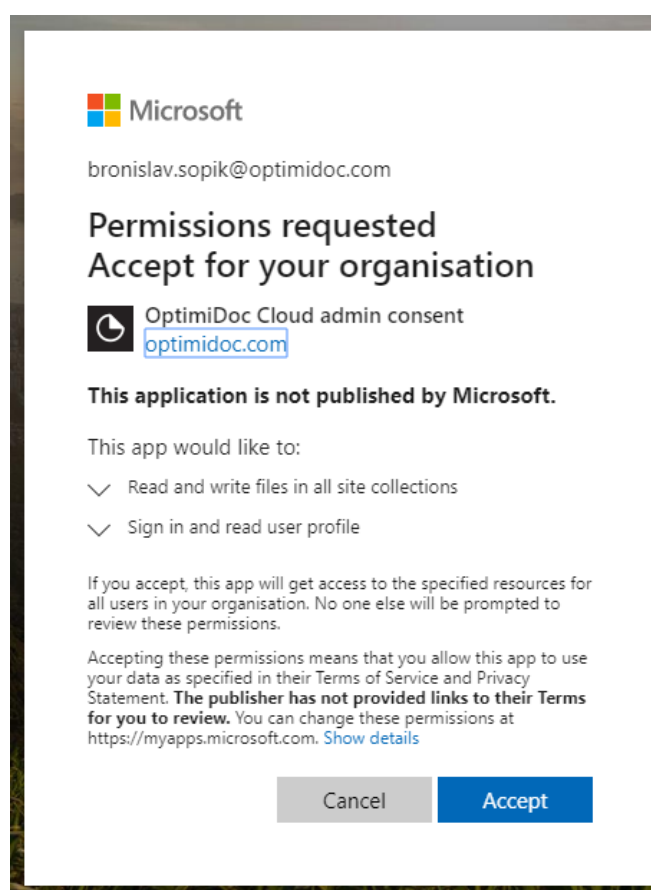 Microsoft
bronislav.sopik@optimidoc.com
Permissions requested
Accept for your organisation
OptimiDoc Cloud admin consent
optimidoc.com
This application is not published by Microsoft.
This app would like to:
Read and write files in all site collections
Sign in and read user profile
If you accept, this app will get access to the specified resources for
all users in your organisation. No one else will be prompted to
review these permissions.
Accepting these permissions means that you allow this app to use
your data as specified in their Terms of Service and Privacy
Statement. The publisher has not provided links to their Terms
for you to review. You can change these permissions at
https://myapps.microsoft.com. Show details
Cancel Accept